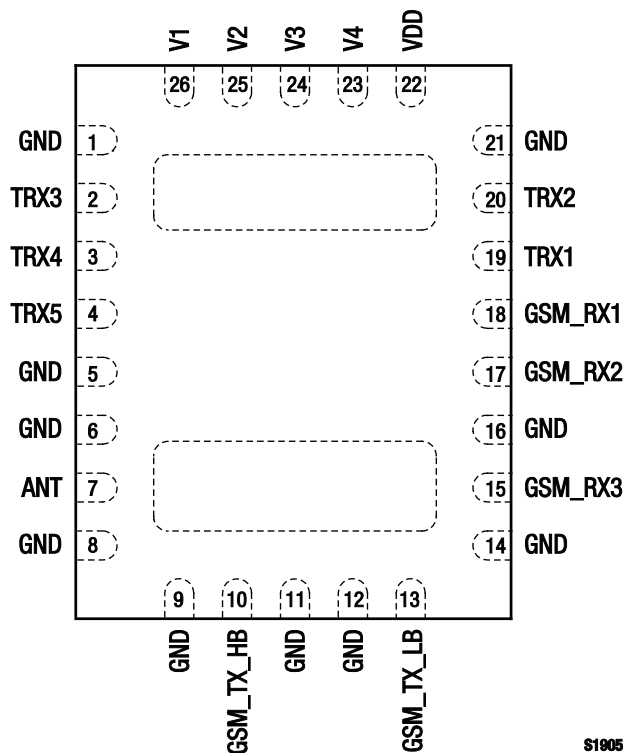 V1 V2 V3 V4 VDD
26 25 24 23 22
GND 1 21 GND
TRX3 2 20 TRX2
TRX4 3 19 TRX1
TRX5 4 18 GSM_RX1
GND 5 17 GSM_RX2
GND 6 16 GND
ANT 7 15 GSM_RX3
GND 8 14 GND
9 10 11 12 13
GND GSM_TX_HB GND GND GSM_TX_LB
S1905